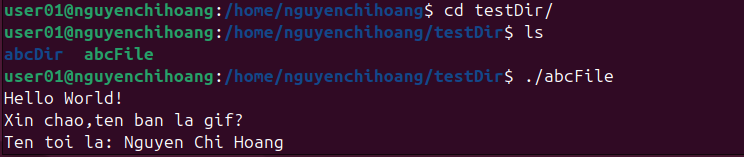 user01@nguyenchihoang:/home/nguyenchihoang$ cd testDir/
user01@nguyenchihoang:/home/nguyenchihoang/testDir$ ls
abcDir  abcFile
user01@nguyenchihoang:/home/nguyenchihoang/testDir$ ./abcFile
Hello World!
Xin chao,ten ban la gif?
Ten toi la: Nguyen Chi Hoang